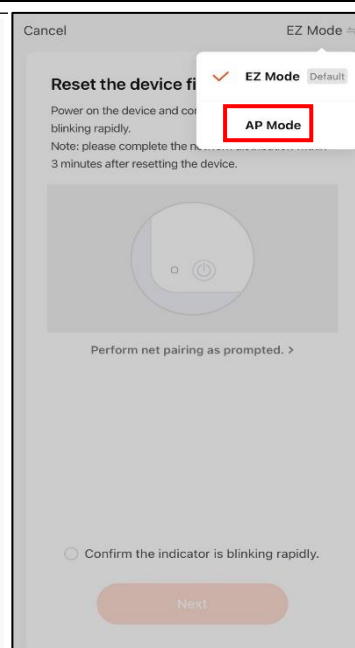 Cancel
EZ Mode
EZ Mode Default
AP Mode
Reset the device fi
Power on the device and co
blinking rapidly.
Note: please complete the
3 minutes after resetting the device.
Perform net pairing as prompted. >
Confirm the indicator is blinking rapidly.
Next